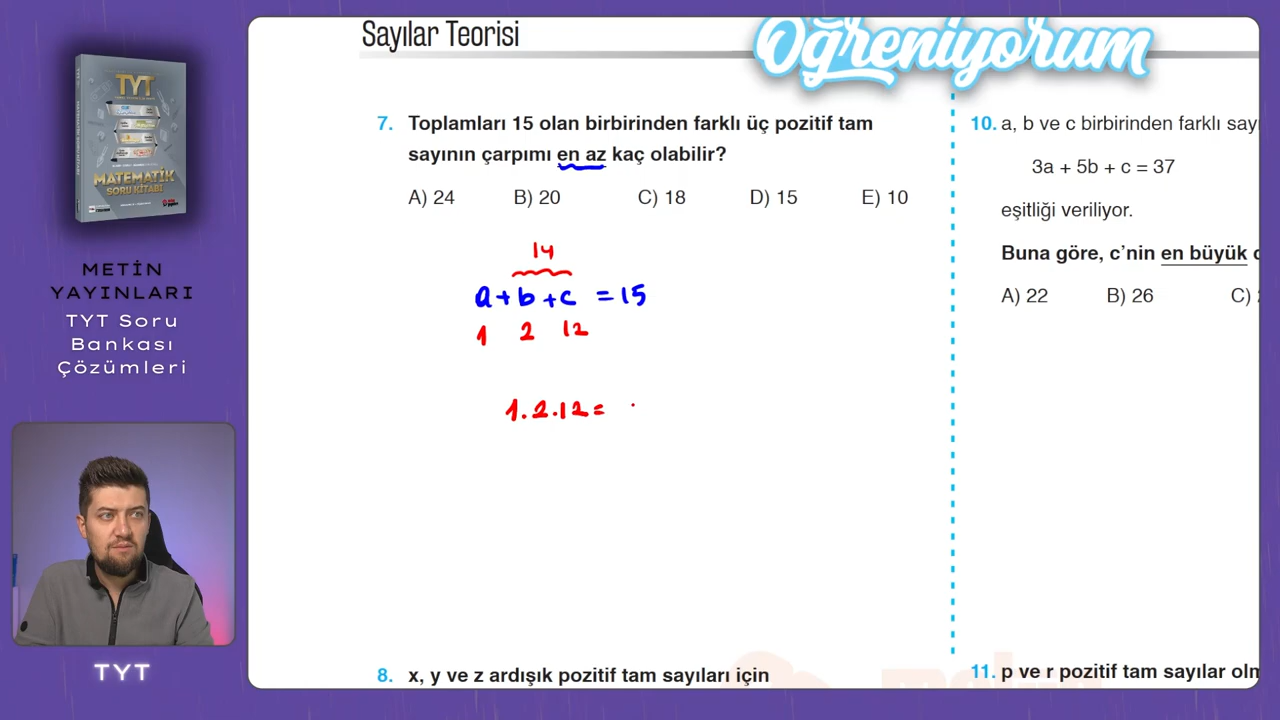 TYT
MATEMATİK
SORU KİTABI
METİN
YAYINLARI
TYT Soru
Bankası
Çözümleri
TYT
Sayılar Teorisi
Öğreniyorum
7. Toplamları 15 olan birbirinden farklı üç pozitif tam
sayının çarpımı en az kaç olabilir?
A) 24 B) 20 C) 18 D) 15 E) 10
14
a+b+c = 15
1 2 12
1.2.12 =
8. x, y ve z ardışık pozitif tam sayıları için
10. a, b ve c birbirinden farklı say
3a + 5b + c = 37
eşitliği veriliyor.
Buna göre, c’nin en büyük
A) 22 B) 26 C)
11. p ve r pozitif tam sayılar olm